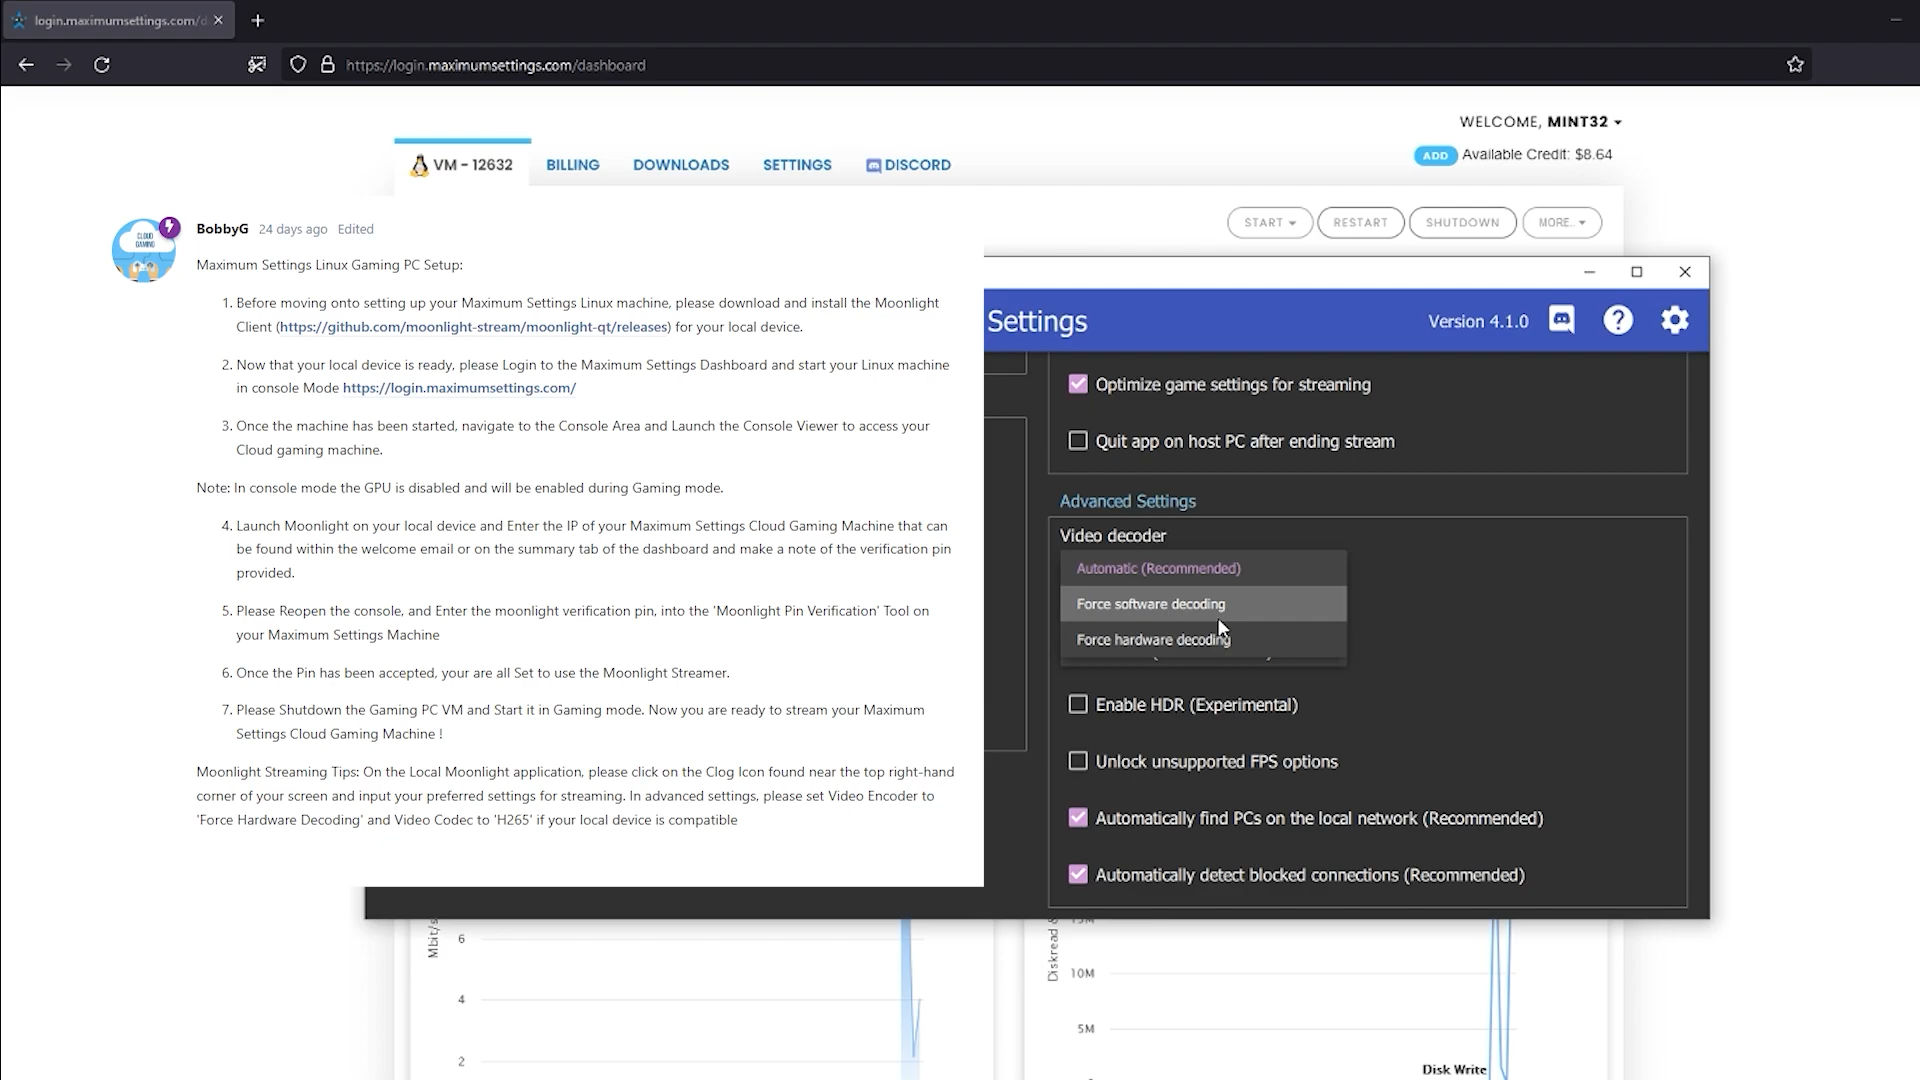 login.maximumsettings.com/d
https://login.maximumsettings.com/dashboard
WELCOME, MINT32
ADD Available Credit: $8.64
VM - 12632 BILLING DOWNLOADS SETTINGS DISCORD
START RESTART SHUTDOWN MORE..
CLOUD
GAMING
BobbyG 24 days ago Edited
Maximum Settings Linux Gaming PC Setup:
1. Before moving onto setting up your Maximum Settings Linux machine, please download and install the Moonlight
Client (https://github.com/moonlight-stream/moonlight-qt/releases) for your local device.
2. Now that your local device is ready, please Login to the Maximum Settings Dashboard and start your Linux machine
in console Mode https://login.maximumsettings.com/
3. Once the machine has been started, navigate to the Console Area and Launch the Console Viewer to access your
Cloud gaming machine.
Note: In console mode the GPU is disabled and will be enabled during Gaming mode.
4. Launch Moonlight on your local device and Enter the IP of your Maximum Settings Cloud Gaming Machine that can
be found within the welcome email or on the summary tab of the dashboard and make a note of the verification pin
provided.
5. Please Reopen the console, and Enter the moonlight verification pin, into the 'Moonlight Pin Verification' Tool on
your Maximum Settings Machine
6. Once the Pin has been accepted, your are all Set to use the Moonlight Streamer.
7. Please Shutdown the Gaming PC VM and Start it in Gaming mode. Now you are ready to stream your Maximum
Settings Cloud Gaming Machine !
Moonlight Streaming Tips: On the Local Moonlight application, please click on the Clog Icon found near the top right-hand
corner of your screen and input your preferred settings for streaming. In advanced settings, please set Video Encoder to
'Force Hardware Decoding' and Video Codec to 'H265' if your local device is compatible
Settings
Version 4.1.0
Optimize game settings for streaming
Quit app on host PC after ending stream
Advanced Settings
Video decoder
Automatic (Recommended)
Force software decoding
Force hardware decoding
Enable HDR (Experimental)
Unlock unsupported FPS options
Automatically find PCs on the local network (Recommended)
Automatically detect blocked connections (Recommended)
Mbit/s
6
4
2
Diskread
15M
10M
5M
Disk Write